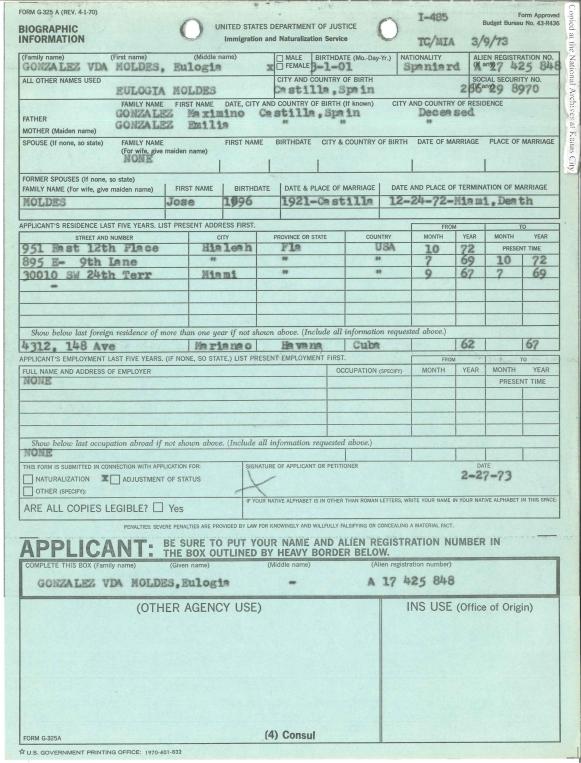 FORM G-325 A (REV. 4-1-70)
BIOGRAPHIC INFORMATION
UNITED STATES DEPARTMENT OF JUSTICE
Immigration and Naturalization Service
I-485
TC/MIA 3/9/73
Form Approved
Budget Bureau No. 43-R436
Copied at the National Archives at Kansas City
(Family name) (First name) (Middle name) MALE FEMALE BIRTHDATE (Mo.-Day-Yr.) NATIONALITY ALIEN REGISTRATION NO.
GONZALEZ VDA MOLDES, Eulogia x -1-01 Spaniard 17 425 848
ALL OTHER NAMES USED CITY AND COUNTRY OF BIRTH SOCIAL SECURITY NO.
EULOGIA MOLDES Castilla, Spain 29 8970
FAMILY NAME FIRST NAME DATE, CITY AND COUNTRY OF BIRTH (If known) CITY AND COUNTRY OF RESIDENCE
FATHER GONZALEZ Maximino Castilla, Spain Deceased
MOTHER (Maiden name) GONZALEZ Emilia " " "
SPOUSE (If none, so state) FAMILY NAME (For wife, give maiden name) FIRST NAME BIRTHDATE CITY & COUNTRY OF BIRTH DATE OF MARRIAGE PLACE OF MARRIAGE
NONE
FORMER SPOUSES (If none, so state)
FAMILY NAME (For wife, give maiden name) FIRST NAME BIRTHDATE DATE & PLACE OF MARRIAGE DATE AND PLACE OF TERMINATION OF MARRIAGE
MOLDES Jose 1896 1921-Castilla 12-24-72-Miami, Death
APPLICANT'S RESIDENCE LAST FIVE YEARS. LIST PRESENT ADDRESS FIRST. FROM TO
STREET AND NUMBER CITY PROVINCE OR STATE COUNTRY MONTH YEAR MONTH YEAR
951 East 12th Place Hialeah Fla USA 10 72 PRESENT TIME
895 E- 9th Lane " " " 7 69 10 72
30010 SW 24th Terr Miami " " 9 67 7 69
-
Show below last foreign residence of more than one year if not shown above. (Include all information requested above.)
4312, 148 Ave Marianao Havana Cuba 62 67
APPLICANT'S EMPLOYMENT LAST FIVE YEARS. (IF NONE, SO STATE,) LIST PRESENT EMPLOYMENT FIRST. FROM TO
FULL NAME AND ADDRESS OF EMPLOYER OCCUPATION (SPECIFY) MONTH YEAR MONTH YEAR
NONE PRESENT TIME
Show below last occupation abroad if not shown above. (Include all information requested above.)
NONE
THIS FORM IS SUBMITTED IN CONNECTION WITH APPLICATION FOR: SIGNATURE OF APPLICANT OR PETITIONER DATE
NATURALIZATION X ADJUSTMENT OF STATUS 2-27-73
OTHER (SPECIFY):
ARE ALL COPIES LEGIBLE? Yes
IF YOUR NATIVE ALPHABET IS IN OTHER THAN ROMAN LETTERS, WRITE YOUR NAME IN YOUR NATIVE ALPHABET IN THIS SPACE:
PENALTIES: SEVERE PENALTIES ARE PROVIDED BY LAW FOR KNOWINGLY AND WILLFULLY FALSIFYING OR CONCEALING A MATERIAL FACT.
APPLICANT: BE SURE TO PUT YOUR NAME AND ALIEN REGISTRATION NUMBER IN THE BOX OUTLINED BY HEAVY BORDER BELOW.
COMPLETE THIS BOX (Family name) (Given name) (Middle name) (Alien registration number)
GONZALEZ VDA MOLDES, Eulogia - A 17 425 848
(OTHER AGENCY USE) INS USE (Office of Origin)
FORM G-325A
(4) Consul
U.S. GOVERNMENT PRINTING OFFICE: 1970-401-632